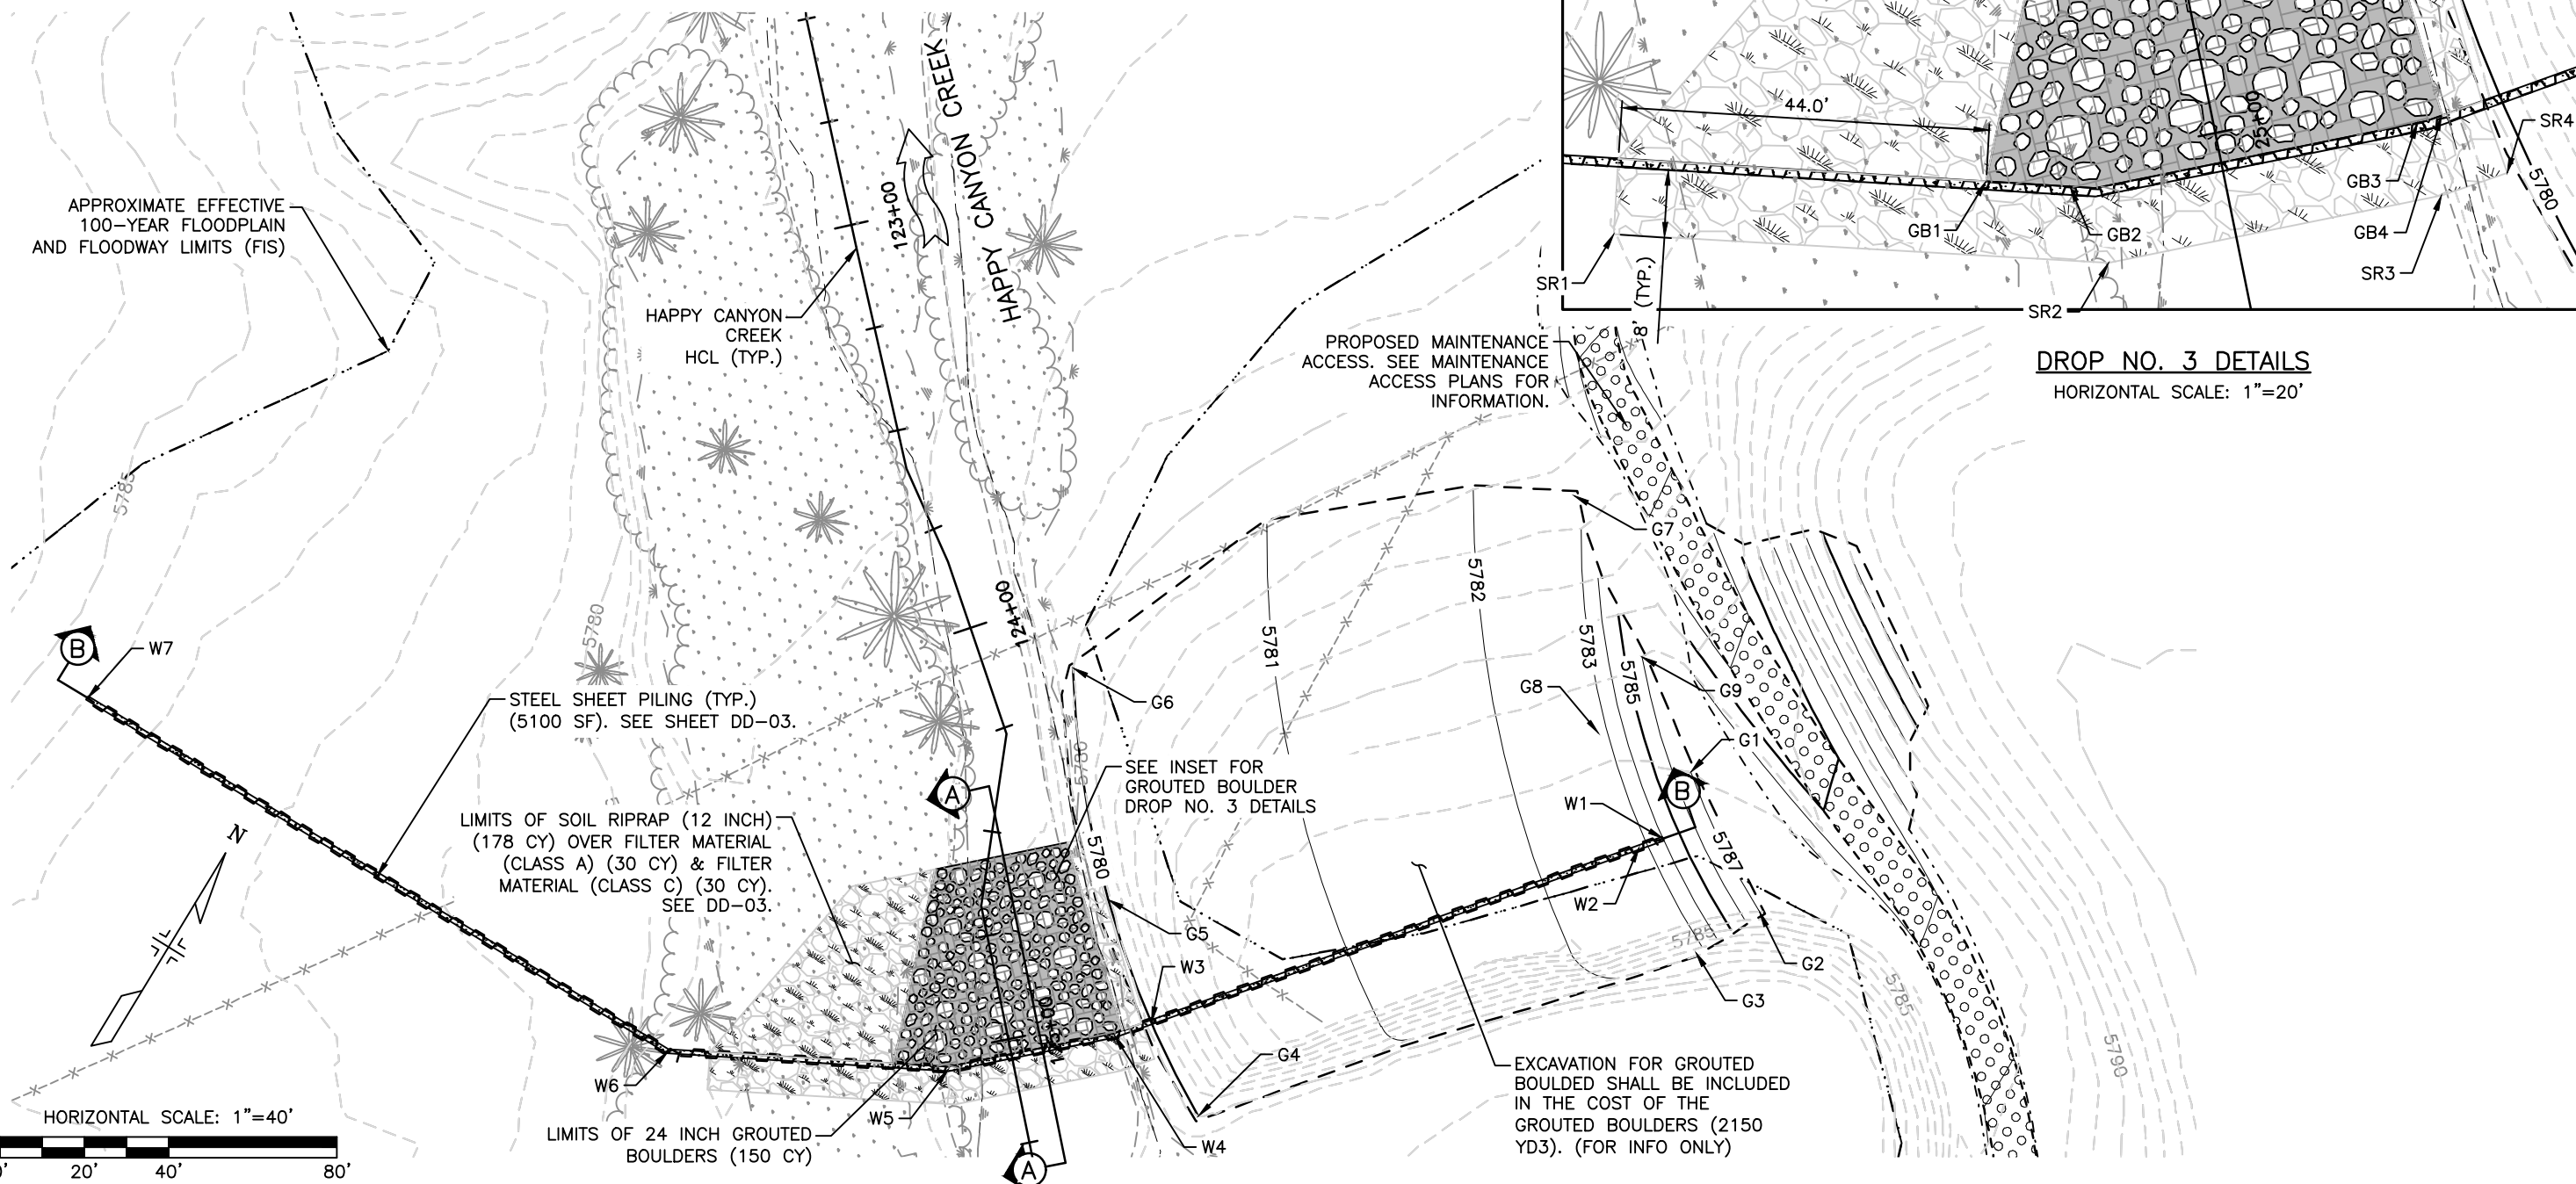 APPROXIMATE EFFECTIVE
100-YEAR FLOODPLAIN
AND FLOODWAY LIMITS (FIS)
HAPPY CANYON
CREEK
HCL (TYP.)
123+00
HAPPY CANYON CREEK
44.0'
25+00
SR4
5780
GB3
GB1
GB2
GB4
SR3
SR1
8' (TYP.)
SR2
DROP NO. 3 DETAILS
HORIZONTAL SCALE: 1"=20'
PROPOSED MAINTENANCE
ACCESS. SEE MAINTENANCE
ACCESS PLANS FOR
INFORMATION.
5785
5780
124+00
G7
5782
5781
5783
5785
G8
G9
G6
G1
B
W7
STEEL SHEET PILING (TYP.)
(5100 SF). SEE SHEET DD-03.
5780
SEE INSET FOR
GROUTED BOULDER
DROP NO. 3 DETAILS
A
B
W1
LIMITS OF SOIL RIPRAP (12 INCH)
(178 CY) OVER FILTER MATERIAL
(CLASS A) (30 CY) & FILTER
MATERIAL (CLASS C) (30 CY).
SEE DD-03.
N
5780
5787
W2
G5
5785
W3
G2
G3
5785
G4
5790
W6
W5
W4
EXCAVATION FOR GROUTED
BOULDED SHALL BE INCLUDED
IN THE COST OF THE
GROUTED BOULDERS (2150
YD3). (FOR INFO ONLY)
LIMITS OF 24 INCH GROUTED
BOULDERS (150 CY)
A
HORIZONTAL SCALE: 1"=40'
0'
20'
40'
80'